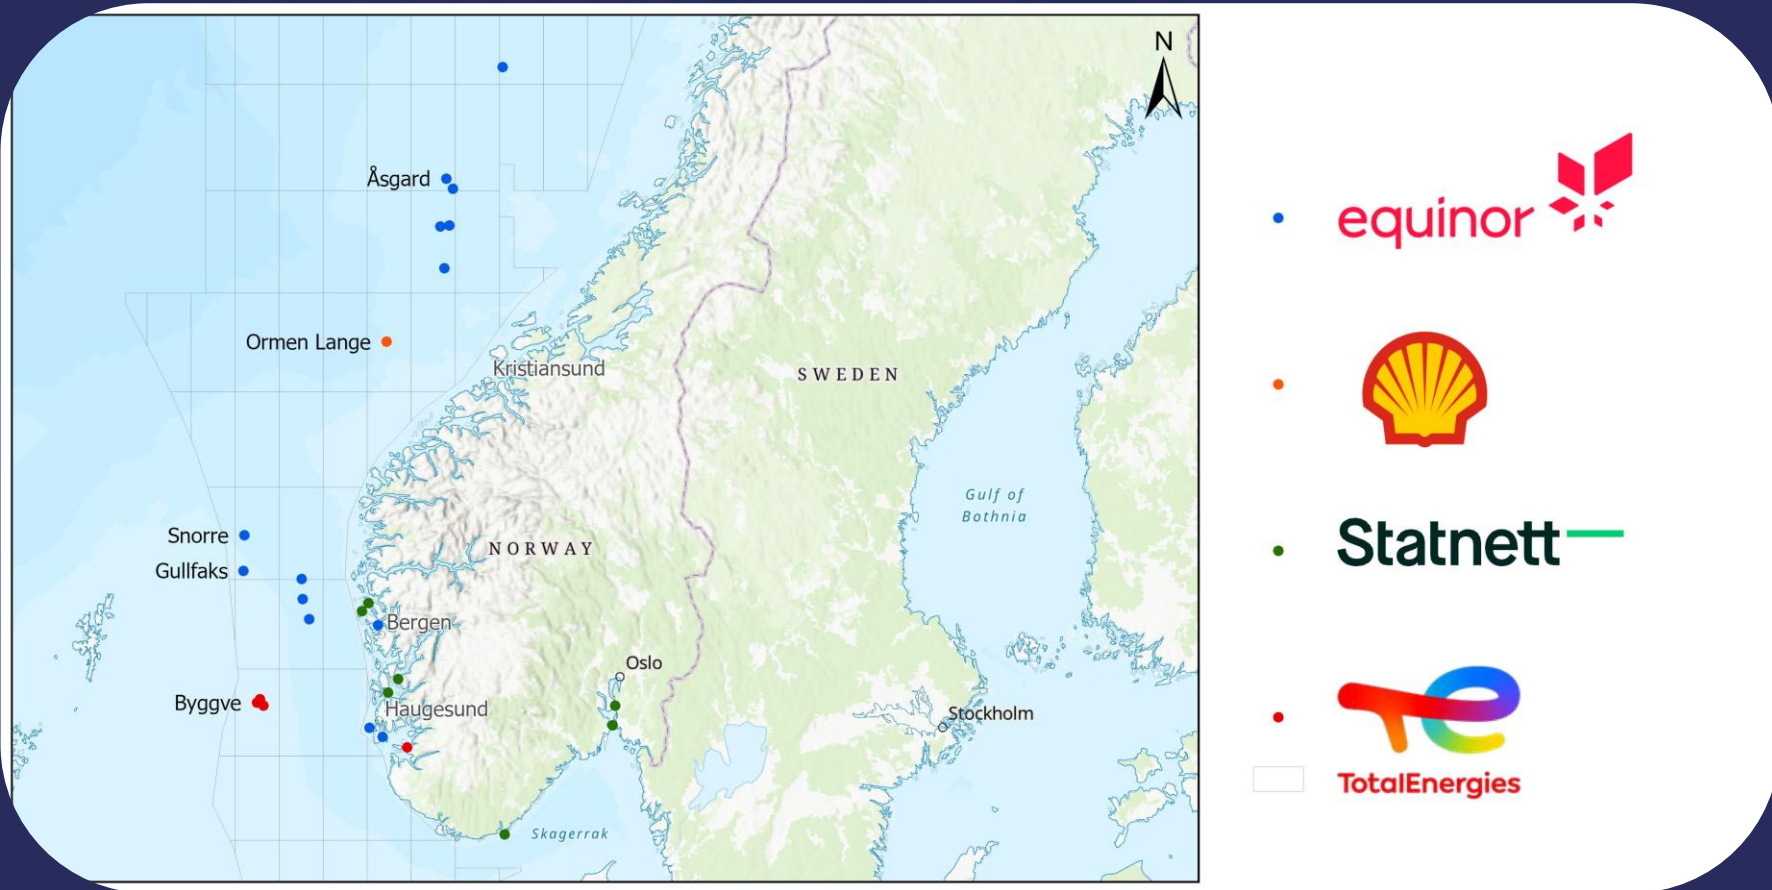 N
Åsgard
Ormen Lange
Kristiansund
SWEDEN
Gulf of
Bothnia
Snorre
NORWAY
Gullfaks
Bergen
Oslo
Byggve
Haugesund
Stockholm
Skagerrak
equinor
Statnett
TotalEnergies